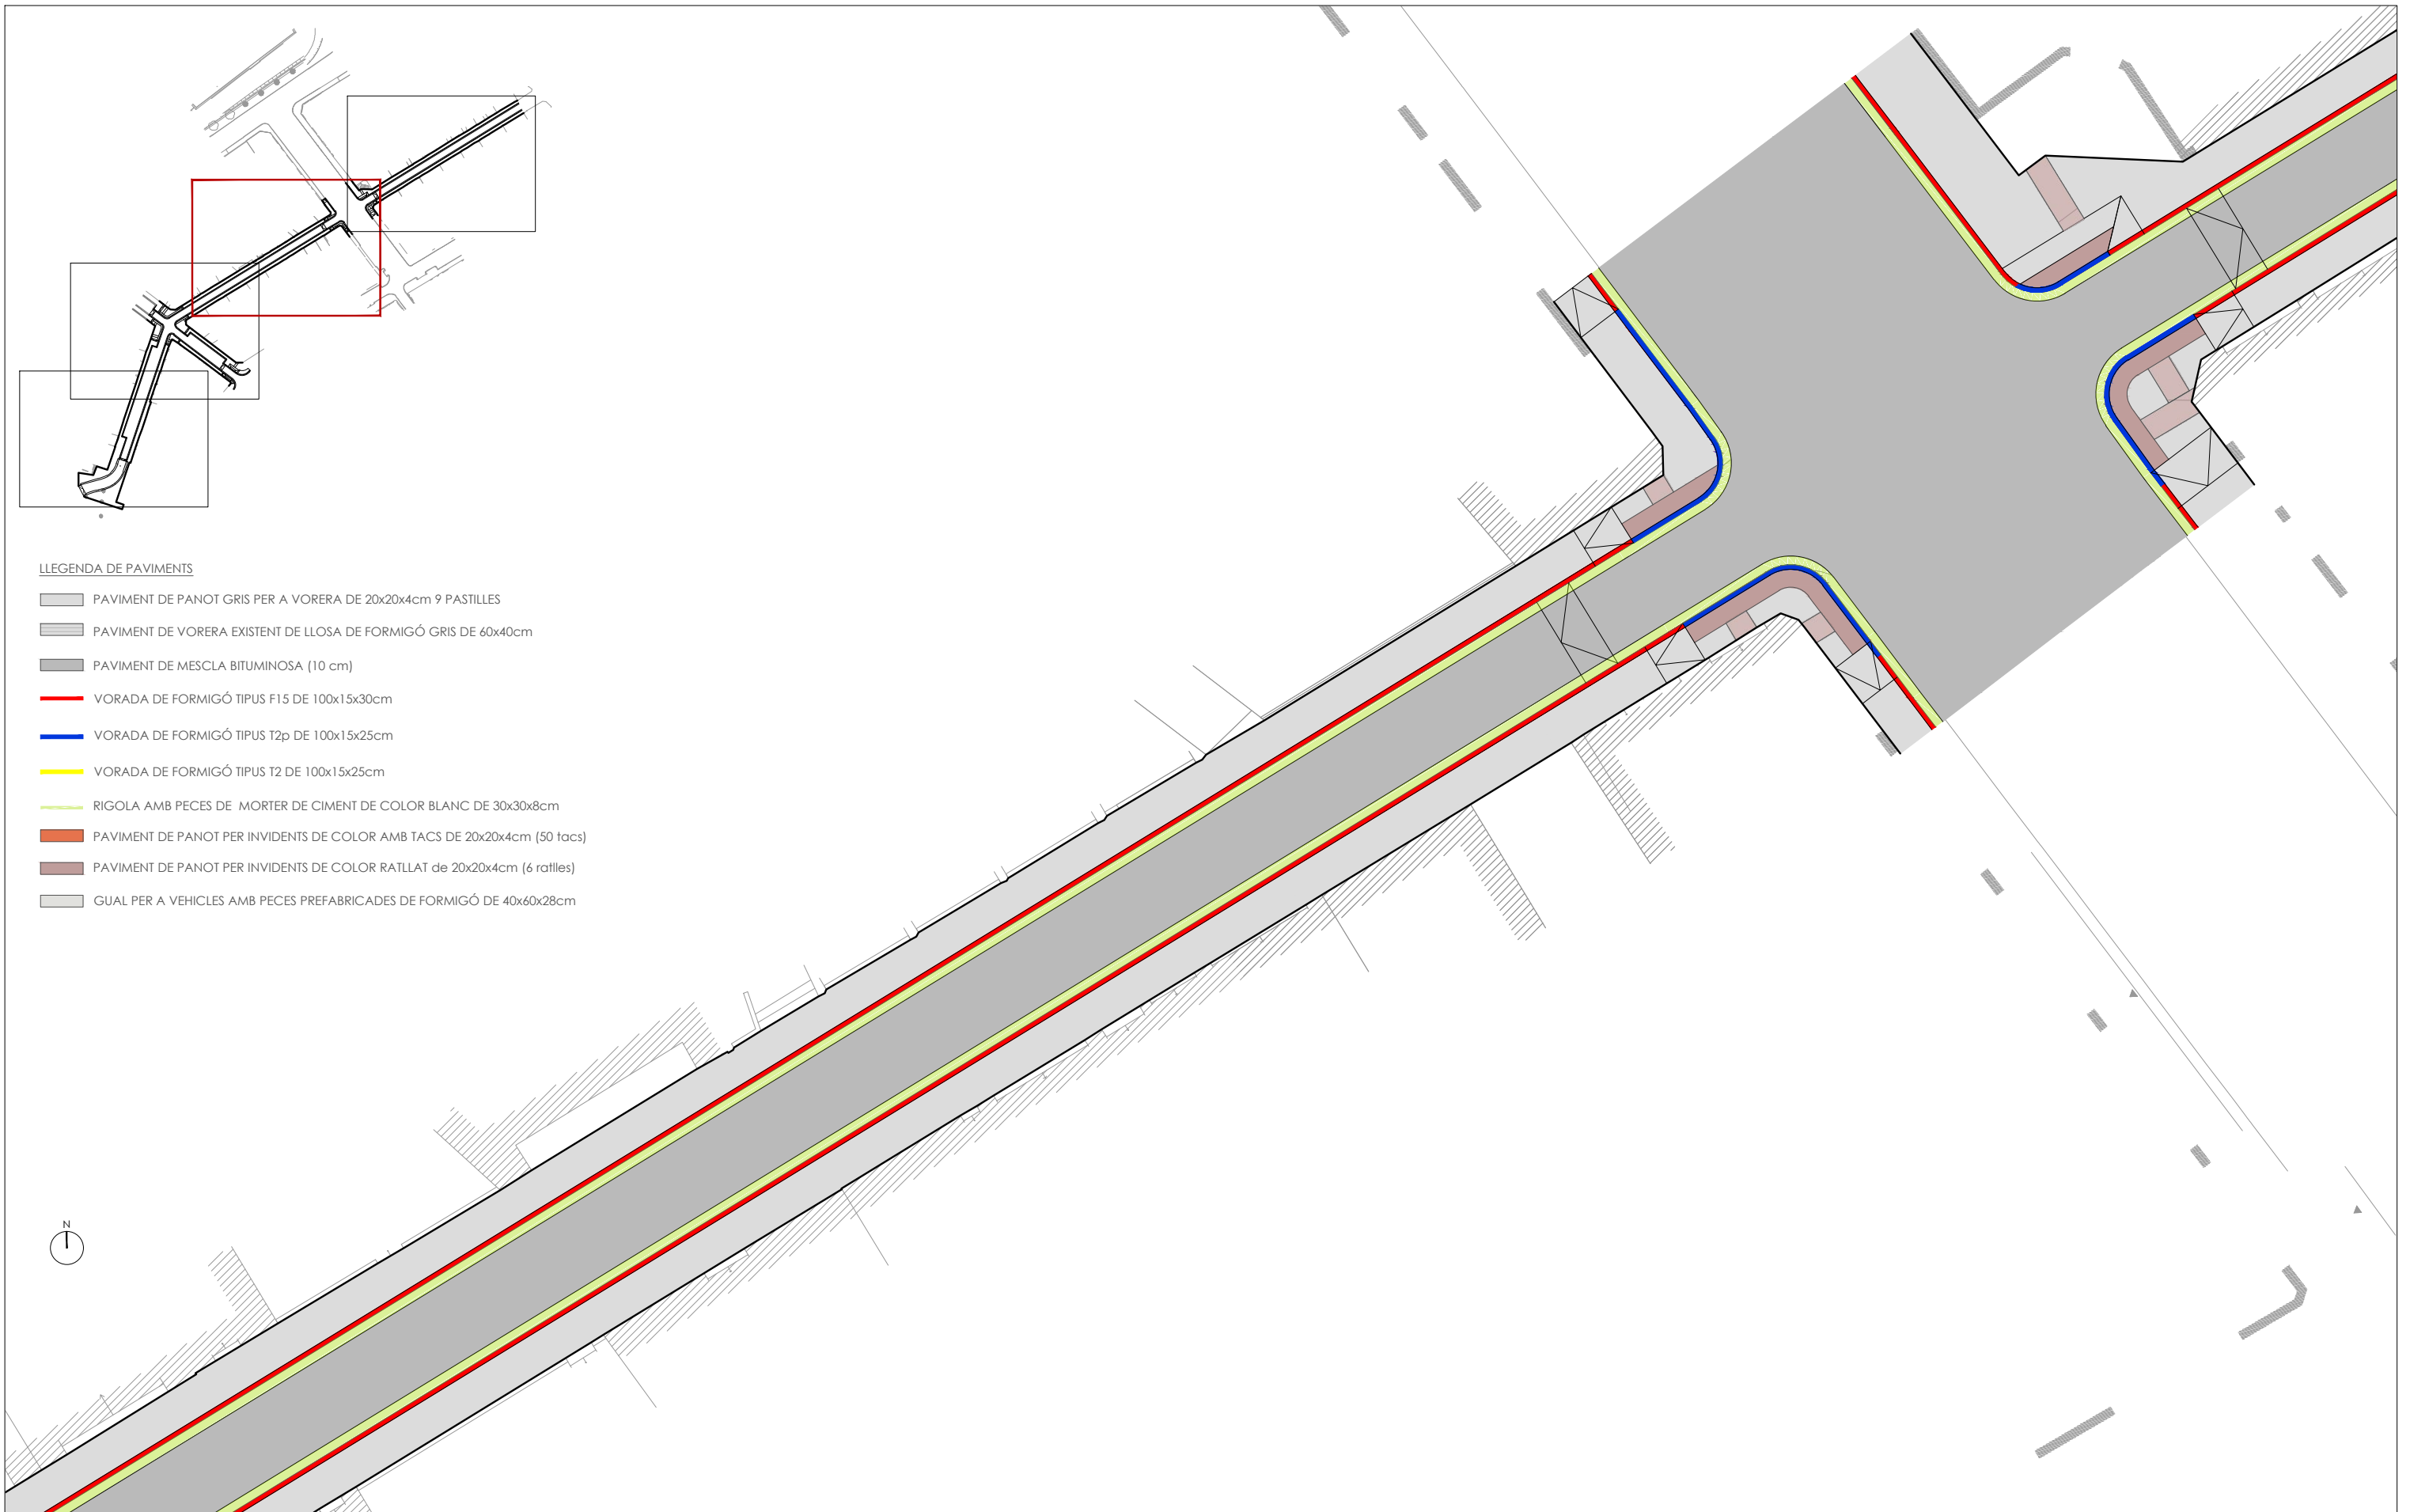 LLEGENDA DE PAVIMENTS
PAVIMENT DE PANOT GRIS PER A VORERA DE 20x20x4cm 9 PASTILLES
PAVIMENT DE VORERA EXISTENT DE LLOSA DE FORMIGÓ GRIS DE 60x40cm
PAVIMENT DE MESCLA BITUMINOSA (10 cm)
VORADA DE FORMIGÓ TIPUS F15 DE 100x15x30cm
VORADA DE FORMIGÓ TIPUS T2p DE 100x15x25cm
VORADA DE FORMIGÓ TIPUS T2 DE 100x15x25cm
RIGOLA AMB PECES DE MORTER DE CIMENT DE COLOR BLANC DE 30x30x8cm
PAVIMENT DE PANOT PER INVIDENTS DE COLOR AMB TACS DE 20x20x4cm (50 tacs)
PAVIMENT DE PANOT PER INVIDENTS DE COLOR RATLLAT de 20x20x4cm (6 ratlles)
GUAL PER A VEHICLES AMB PECES PREFABRICADES DE FORMIGÓ DE 40x60x28cm
N